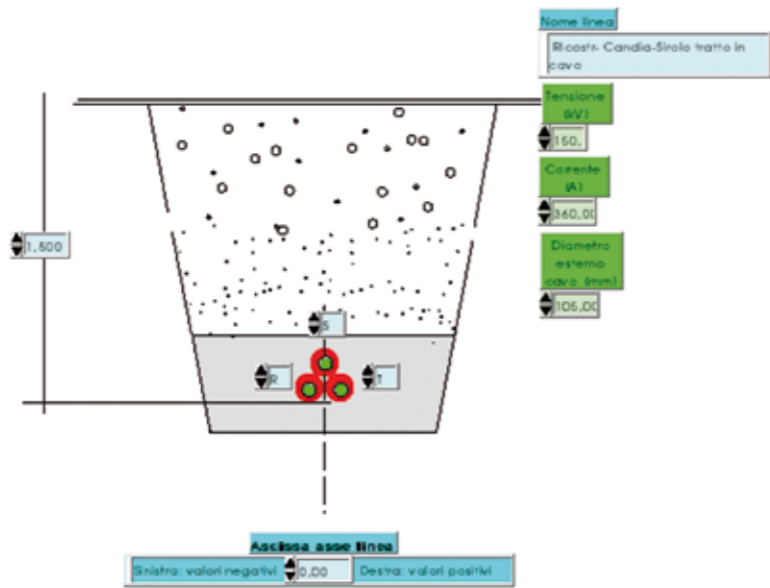 Nome linea
Ricostr. Candia-Sirolo tratto in
cavo
Tensione
(kV)
150,
Corrente
(A)
360,00
Diametro
esterno
cavo (mm)
105,00
1,500
S
R
T
Ascissa asse linea
Sinistra: valori negativi
0,00
Destra: valori positivi